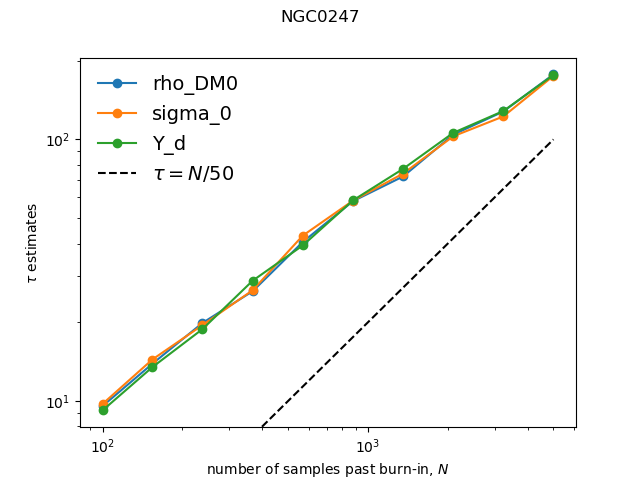 NGC0247
rho_DM0
sigma_0
Y_d
τ = N/50
10²
10¹
τ estimates
10² 10³
number of samples past burn-in, N